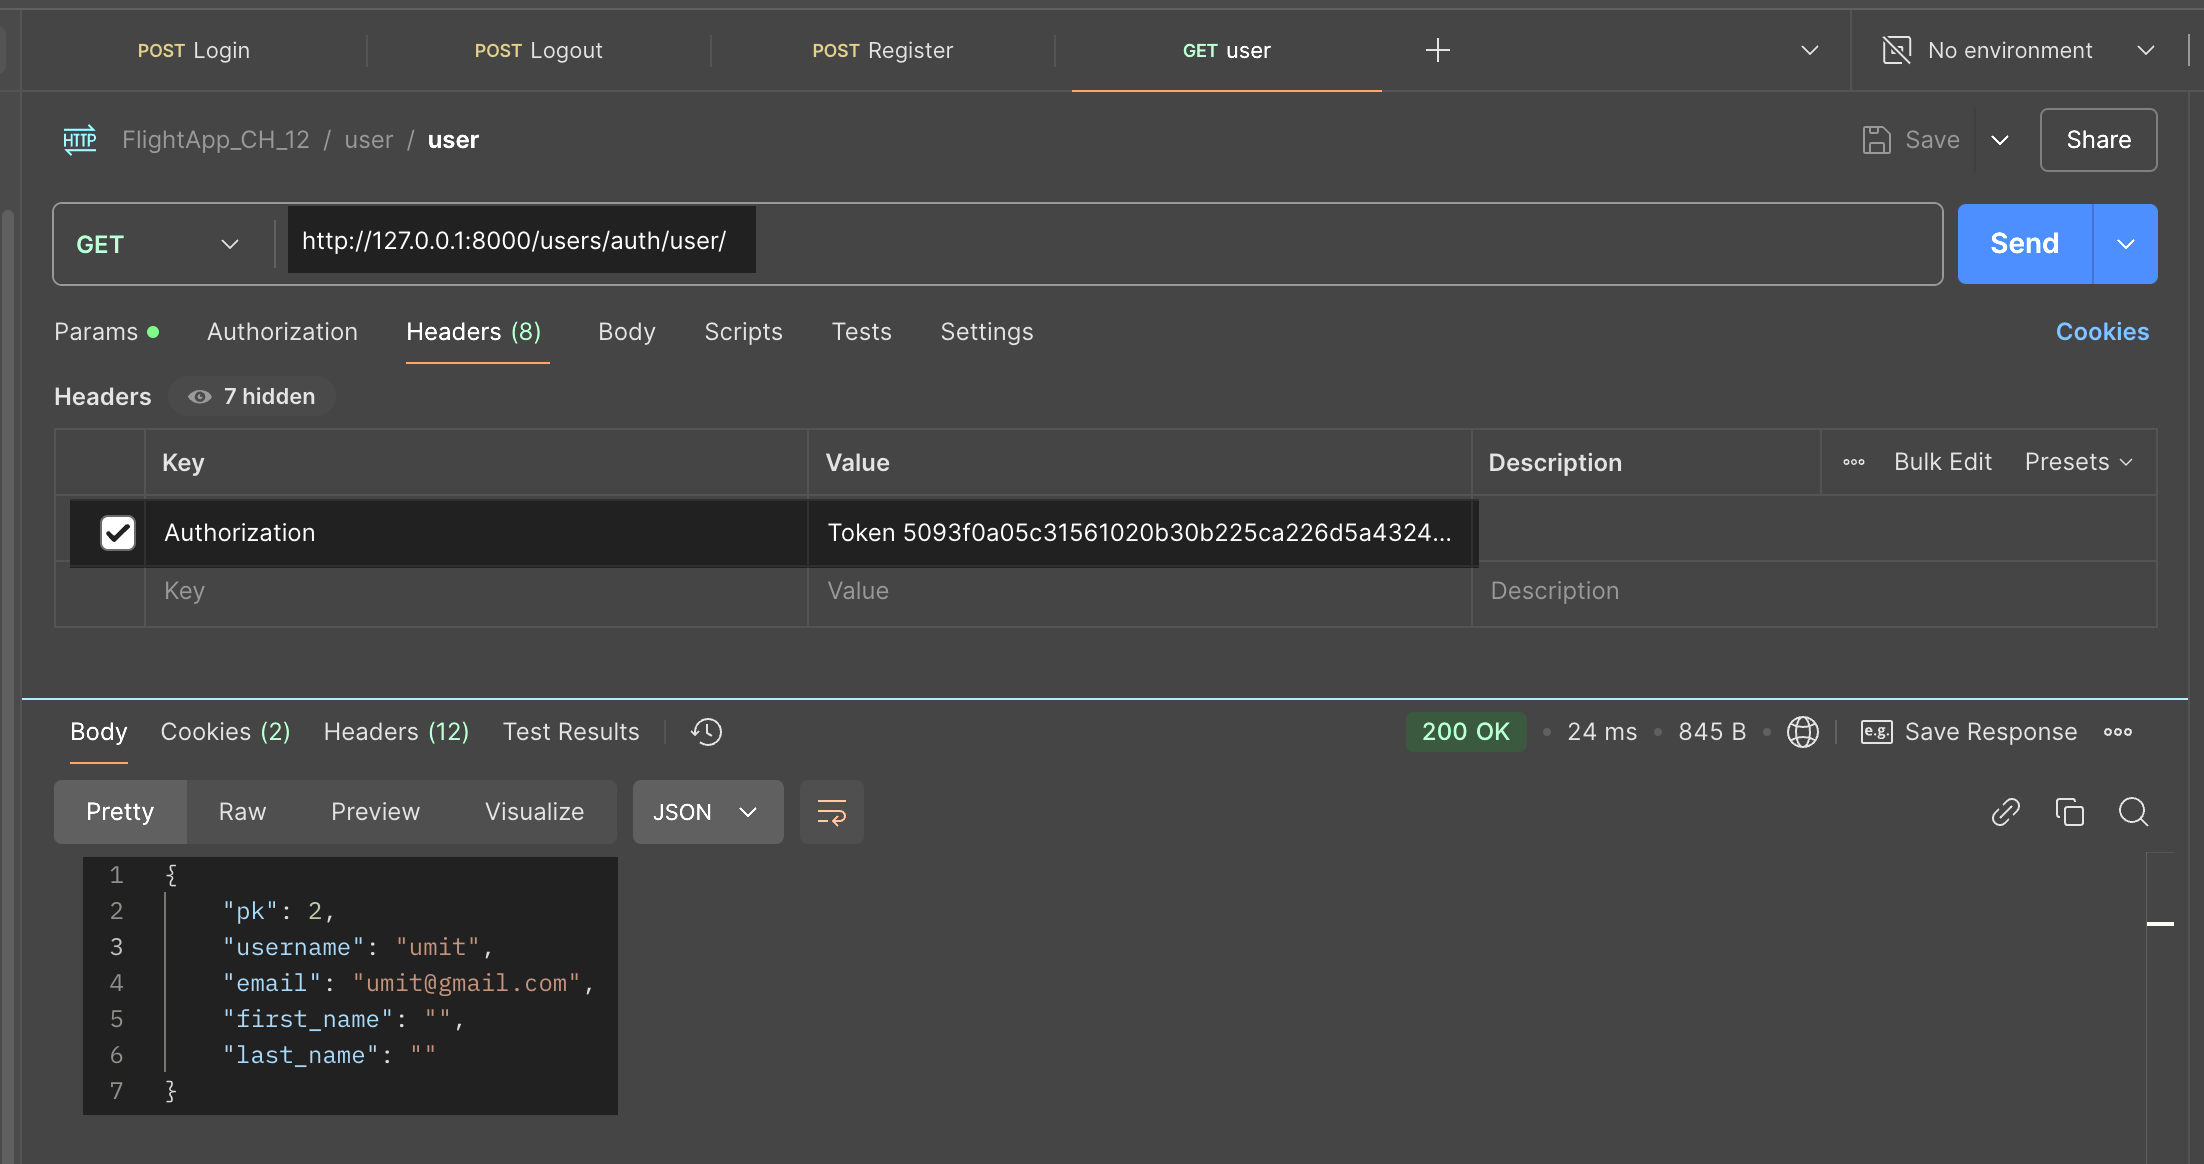 POST Login POST Logout POST Register GET user No environment
HTTP FlightApp_CH_12 / user / user Save Share
GET http://127.0.0.1:8000/users/auth/user/ Send
Params Authorization Headers (8) Body Scripts Tests Settings Cookies
Headers 7 hidden
Key Value Description Bulk Edit Presets
Authorization Token 5093f0a05c31561020b30b225ca226d5a4324...
Key Value Description
Body Cookies (2) Headers (12) Test Results 200 OK • 24 ms • 845 B • e.g. Save Response
Pretty Raw Preview Visualize JSON
1 {
2 "pk": 2,
3 "username": "umit",
4 "email": "umit@gmail.com",
5 "first_name": "",
6 "last_name": ""
7 }